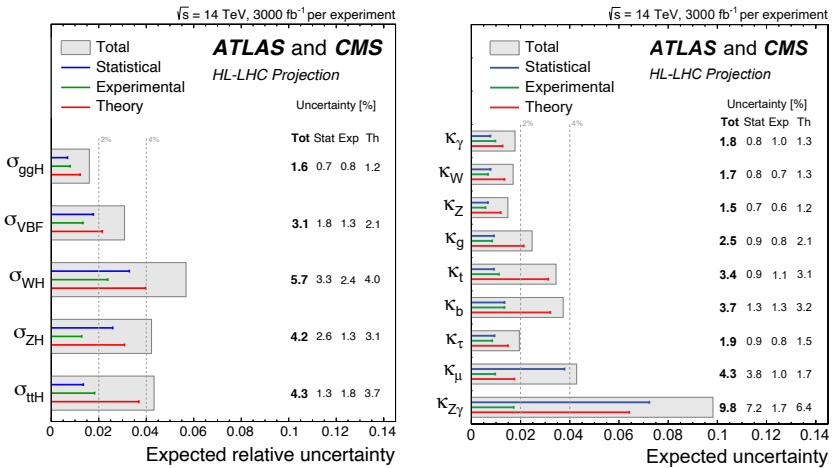 √s = 14 TeV, 3000 fb⁻¹ per experiment
Total
Statistical
Experimental
Theory
ATLAS and CMS
HL-LHC Projection
Uncertainty [%]
Tot Stat Exp Th
2% 4%
σggH 1.6 0.7 0.8 1.2
σVBF 3.1 1.8 1.3 2.1
σWH 5.7 3.3 2.4 4.0
σZH 4.2 2.6 1.3 3.1
σttH 4.3 1.3 1.8 3.7
0 0.02 0.04 0.06 0.08 0.1 0.12 0.14
Expected relative uncertainty
√s = 14 TeV, 3000 fb⁻¹ per experiment
Total
Statistical
Experimental
Theory
ATLAS and CMS
HL-LHC Projection
Uncertainty [%]
Tot Stat Exp Th
2% 4%
κγ 1.8 0.8 1.0 1.3
κW 1.7 0.8 0.7 1.3
κZ 1.5 0.7 0.6 1.2
κg 2.5 0.9 0.8 2.1
κt 3.4 0.9 1.1 3.1
κb 3.7 1.3 1.3 3.2
κτ 1.9 0.9 0.8 1.5
κμ 4.3 3.8 1.0 1.7
κZγ 9.8 7.2 1.7 6.4
0 0.02 0.04 0.06 0.08 0.1 0.12 0.14
Expected uncertainty